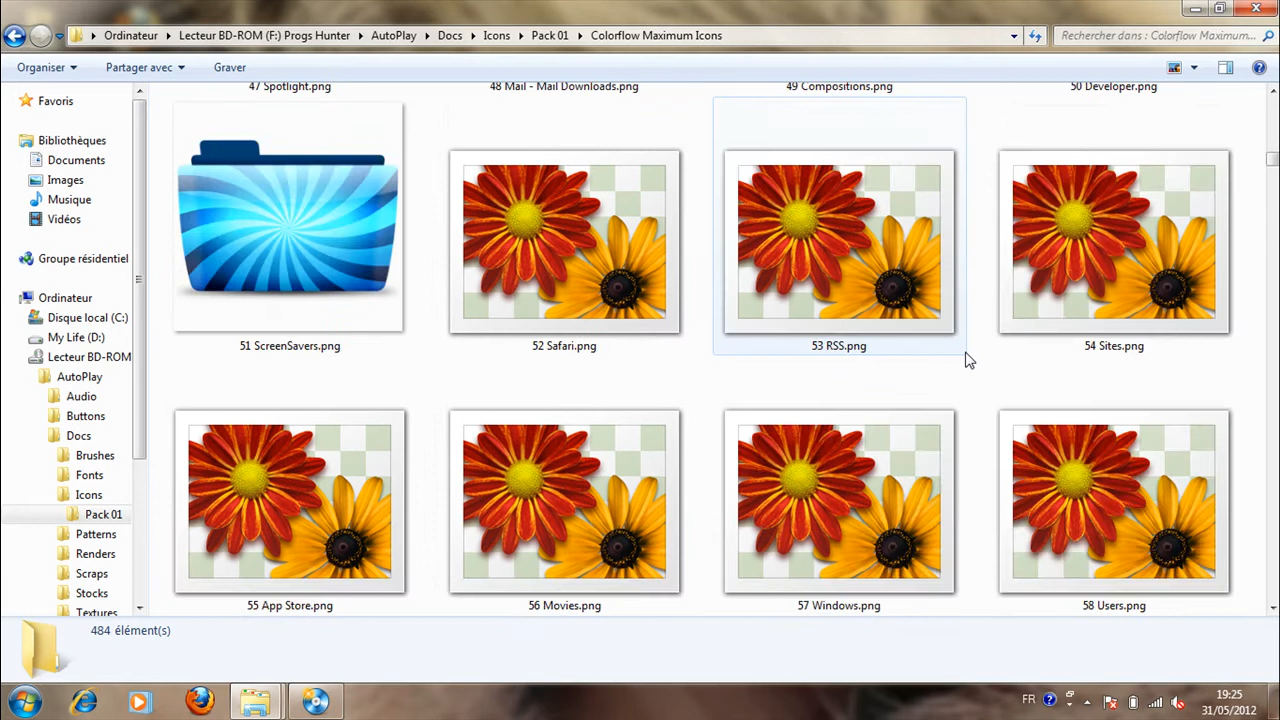 Ordinateur Lecteur BD-ROM (F:) Progs Hunter AutoPlay Docs Icons Pack 01 Colorflow Maximum Icons
Rechercher dans : Colorflow Maximum...
Organiser Partager avec Graver
Favoris
Bibliothèques
Documents
Images
Musique
Vidéos
Groupe résidentiel
Ordinateur
Disque local (C:)
My Life (D:)
Lecteur BD-ROM
AutoPlay
Audio
Buttons
Docs
Brushes
Fonts
Icons
Pack 01
Patterns
Renders
Scraps
Stocks
Textures
47 Spotlight.png 48 Mail - Mail Downloads.png 49 Compositions.png 50 Developer.png
51 ScreenSavers.png 52 Safari.png 53 RSS.png 54 Sites.png
55 App Store.png 56 Movies.png 57 Windows.png 58 Users.png
484 élément(s)
FR
19:25
31/05/2012